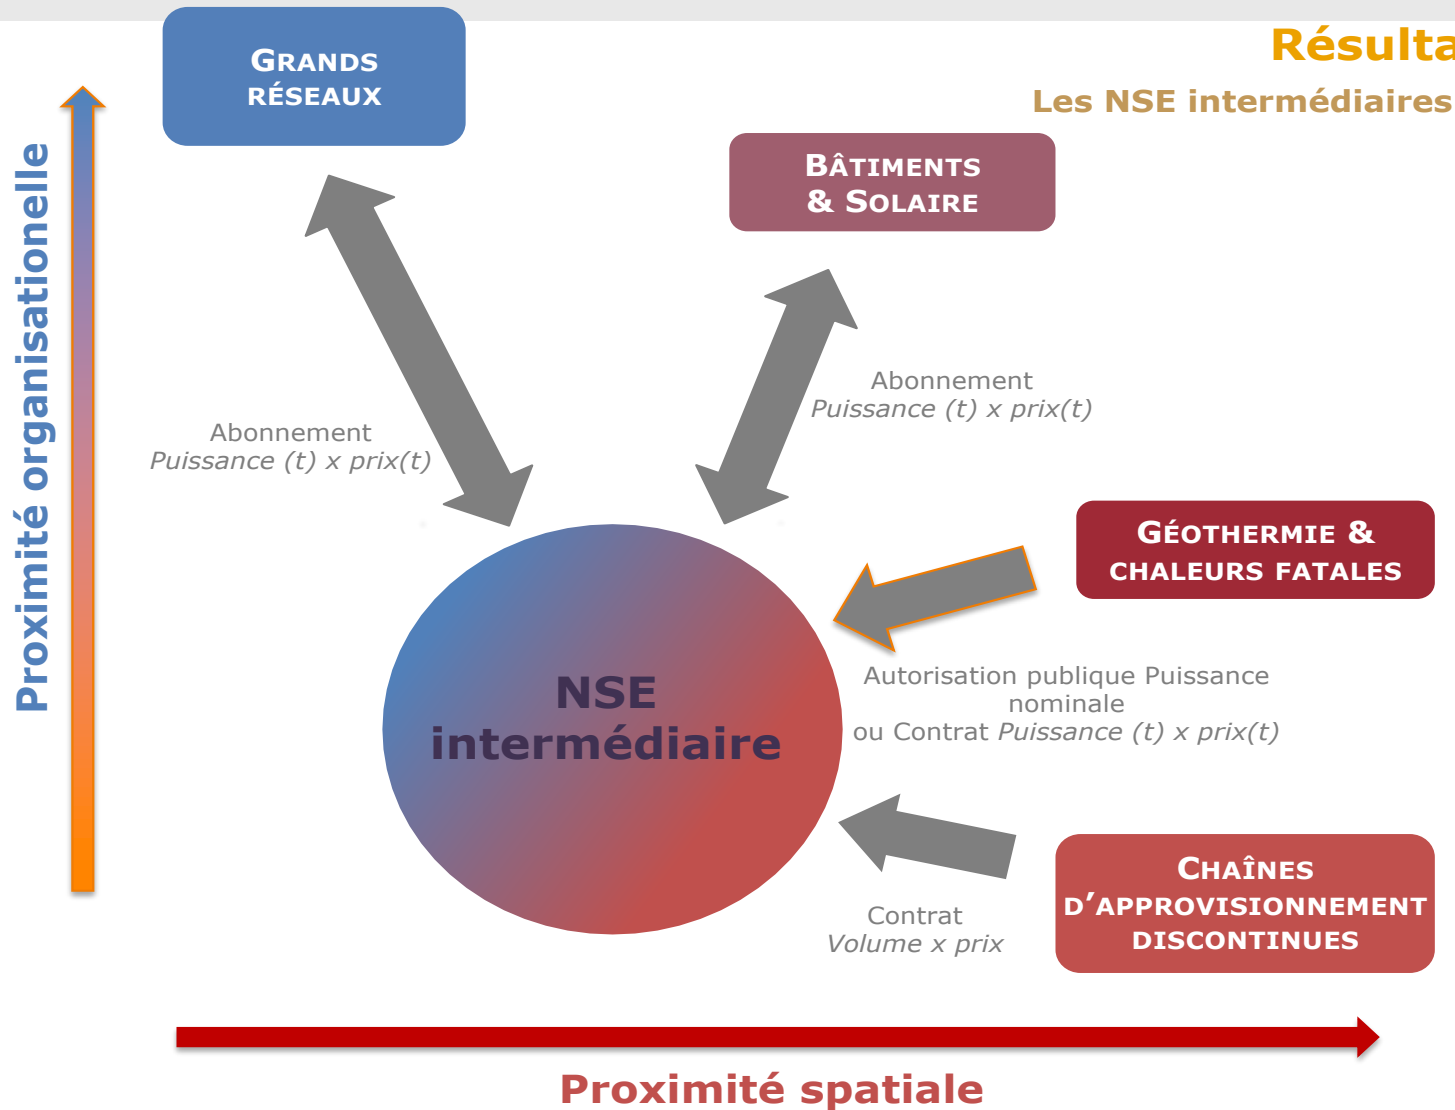 Résulta
Les NSE intermédiaires
GRANDS
RÉSEAUX
BÂTIMENTS
& SOLAIRE
Proximité organisationelle
Abonnement
Puissance (t) x prix(t)
Abonnement
Puissance (t) x prix(t)
GÉOTHERMIE &
CHALEURS FATALES
NSE
intermédiaire
Autorisation publique Puissance
nominale
ou Contrat Puissance (t) x prix(t)
CHAÎNES
D’APPROVISIONNEMENT
DISCONTINUES
Contrat
Volume x prix
Proximité spatiale